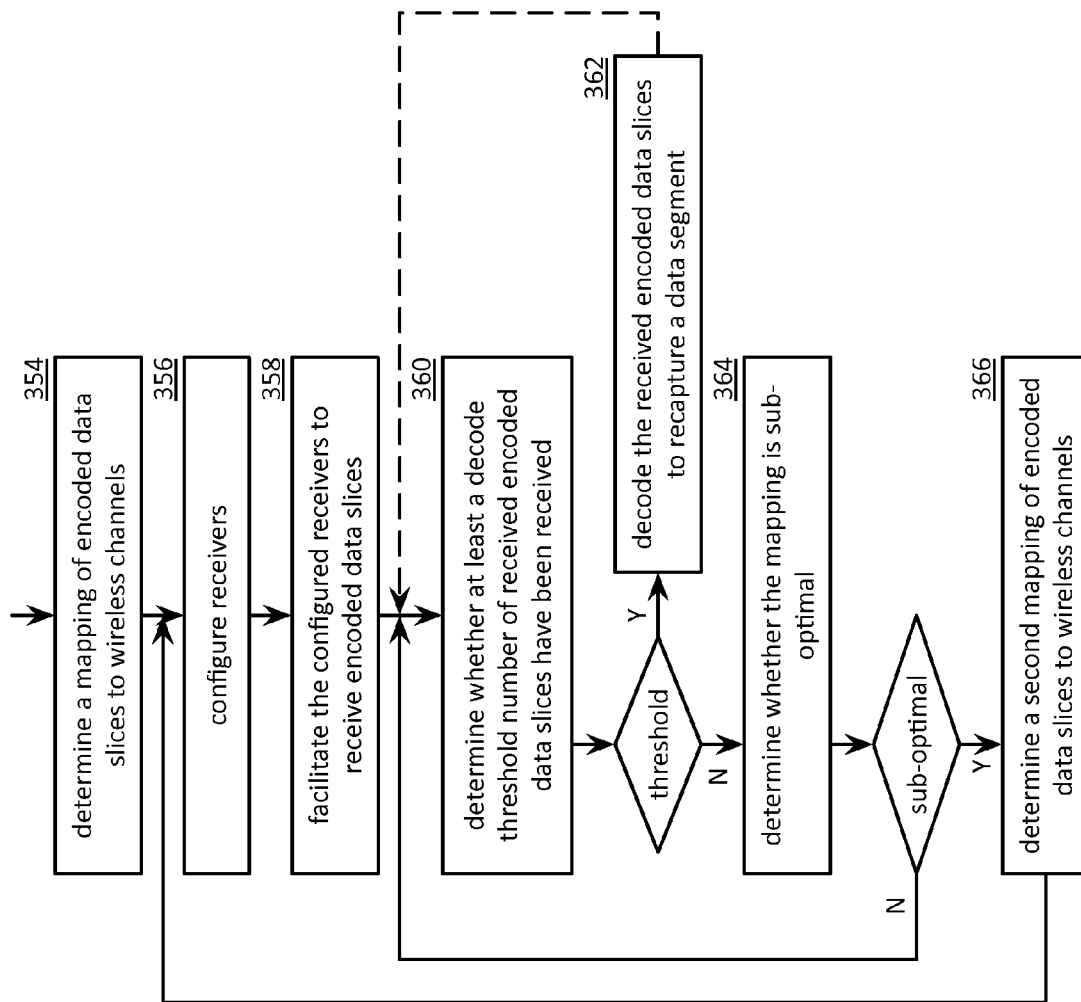 354
determine a mapping of encoded data
slices to wireless channels
356
configure receivers
358
facilitate the configured receivers to
receive encoded data slices
360
determine whether at least a decode
threshold number of received encoded
data slices have been received
threshold
Y
N
362
decode the received encoded data slices
to recapture a data segment
364
determine whether the mapping is sub-
optimal
sub-optimal
N
Y
366
determine a second mapping of encoded
data slices to wireless channels